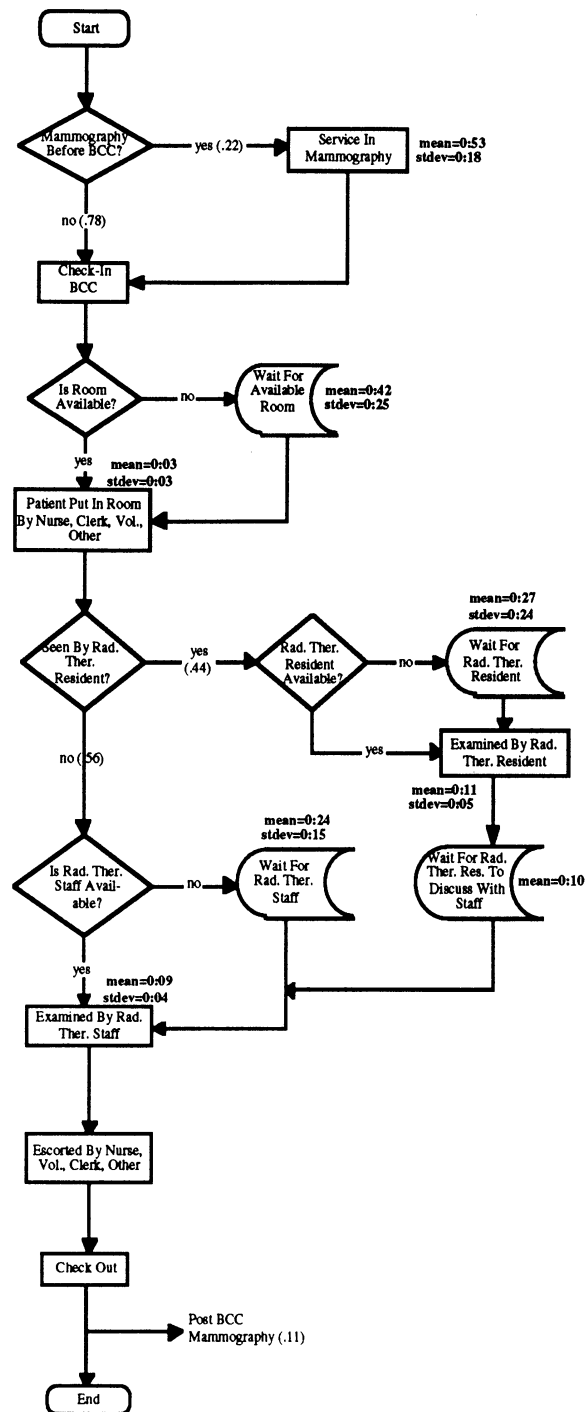 Start
Mammography
Before BCC?
yes (.22)
Service In
Mammography
mean=0:53
stdev=0:18
no (.78)
Check-In
BCC
Is Room
Available?
no
Wait For
Available
Room
mean=0:42
stdev=0:25
yes
mean=0:03
stdev=0:03
Patient Put In Room
By Nurse, Clerk, Vol.,
Other
Seen By Rad.
Ther.
Resident?
yes
(.44)
Rad. Ther.
Resident
Available?
no
mean=0:27
stdev=0:24
Wait For
Rad. Ther.
Resident
yes
Examined By Rad.
Ther. Resident
mean=0:11
stdev=0:05
no (.56)
Is Rad. Ther.
Staff Avail-
able?
no
mean=0:24
stdev=0:15
Wait For
Rad. Ther.
Staff
Wait For Rad.
Ther. Res. To
Discuss With
Staff
mean=0:10
yes
mean=0:09
stdev=0:04
Examined By Rad.
Ther. Staff
Escorted By Nurse,
Vol., Clerk, Other
Check Out
Post BCC
Mammography (.11)
End